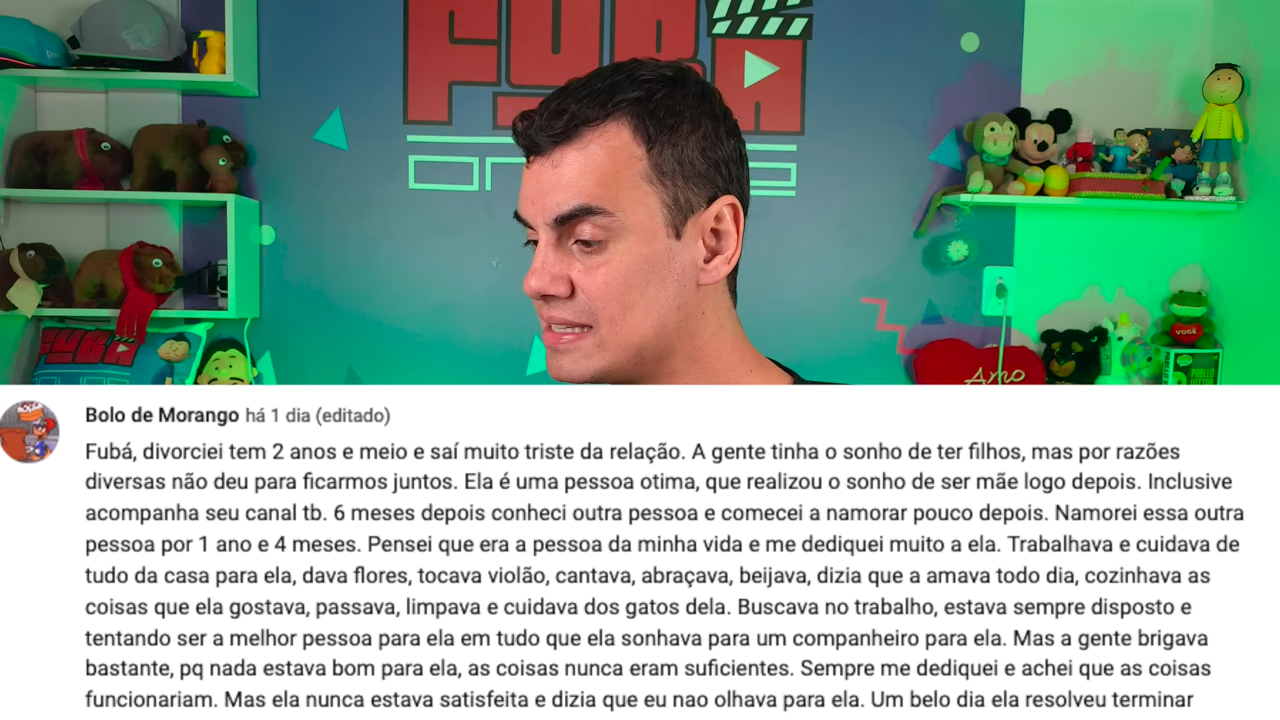 FUBÁ
Amo
VOCÊ
PABLLO
VITTAR
FUBÁ
Bolo de Morango há 1 dia (editado)
Fubá, divorciei tem 2 anos e meio e saí muito triste da relação. A gente tinha o sonho de ter filhos, mas por razões
diversas não deu para ficarmos juntos. Ela é uma pessoa otima, que realizou o sonho de ser mãe logo depois. Inclusive
acompanha seu canal tb. 6 meses depois conheci outra pessoa e comecei a namorar pouco depois. Namorei essa outra
pessoa por 1 ano e 4 meses. Pensei que era a pessoa da minha vida e me dediquei muito a ela. Trabalhava e cuidava de
tudo da casa para ela, dava flores, tocava violão, cantava, abraçava, beijava, dizia que a amava todo dia, cozinhava as
coisas que ela gostava, passava, limpava e cuidava dos gatos dela. Buscava no trabalho, estava sempre disposto e
tentando ser a melhor pessoa para ela em tudo que ela sonhava para um companheiro para ela. Mas a gente brigava
bastante, pq nada estava bom para ela, as coisas nunca eram suficientes. Sempre me dediquei e achei que as coisas
funcionariam. Mas ela nunca estava satisfeita e dizia que eu nao olhava para ela. Um belo dia ela resolveu terminar